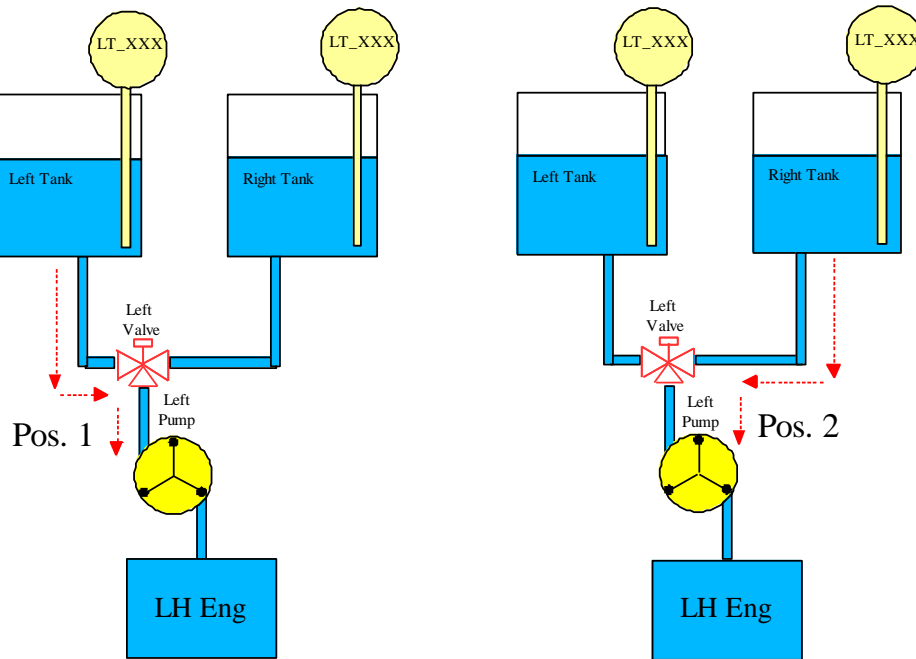 LT_XXX
LT_XXX
Left Tank
Right Tank
Left
Valve
Left
Pump
Pos. 1
LH Eng
LT_XXX
LT_XXX
Left Tank
Right Tank
Left
Valve
Left
Pump
Pos. 2
LH Eng